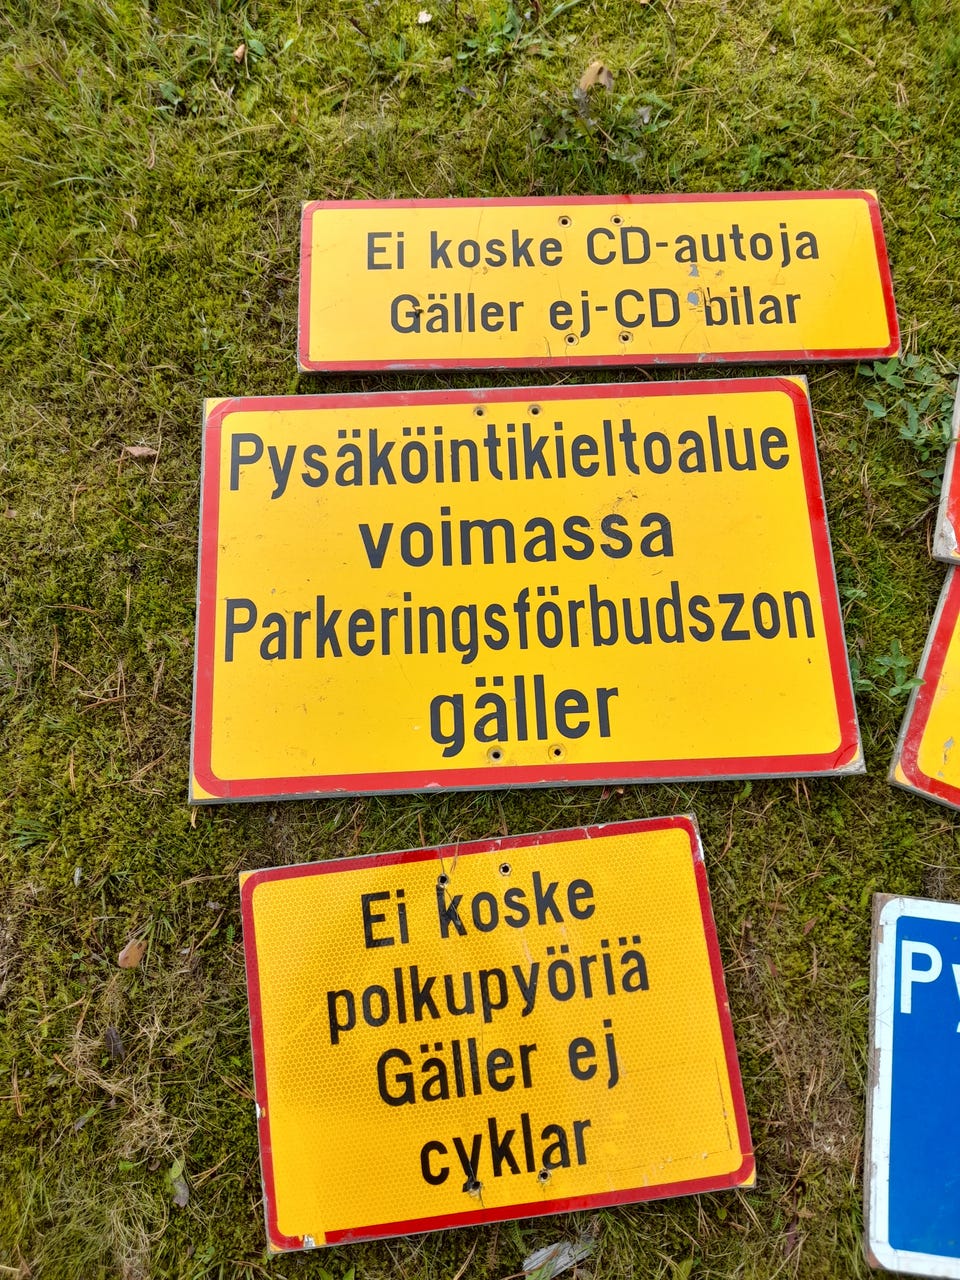 Ei koske CD-autoja
Gäller ej-CD bilar
Pysäköintikieltoalue
voimassa
Parkeringsförbudszon
gäller
Ei koske
polkupyöriä
Gäller ej
cyklar